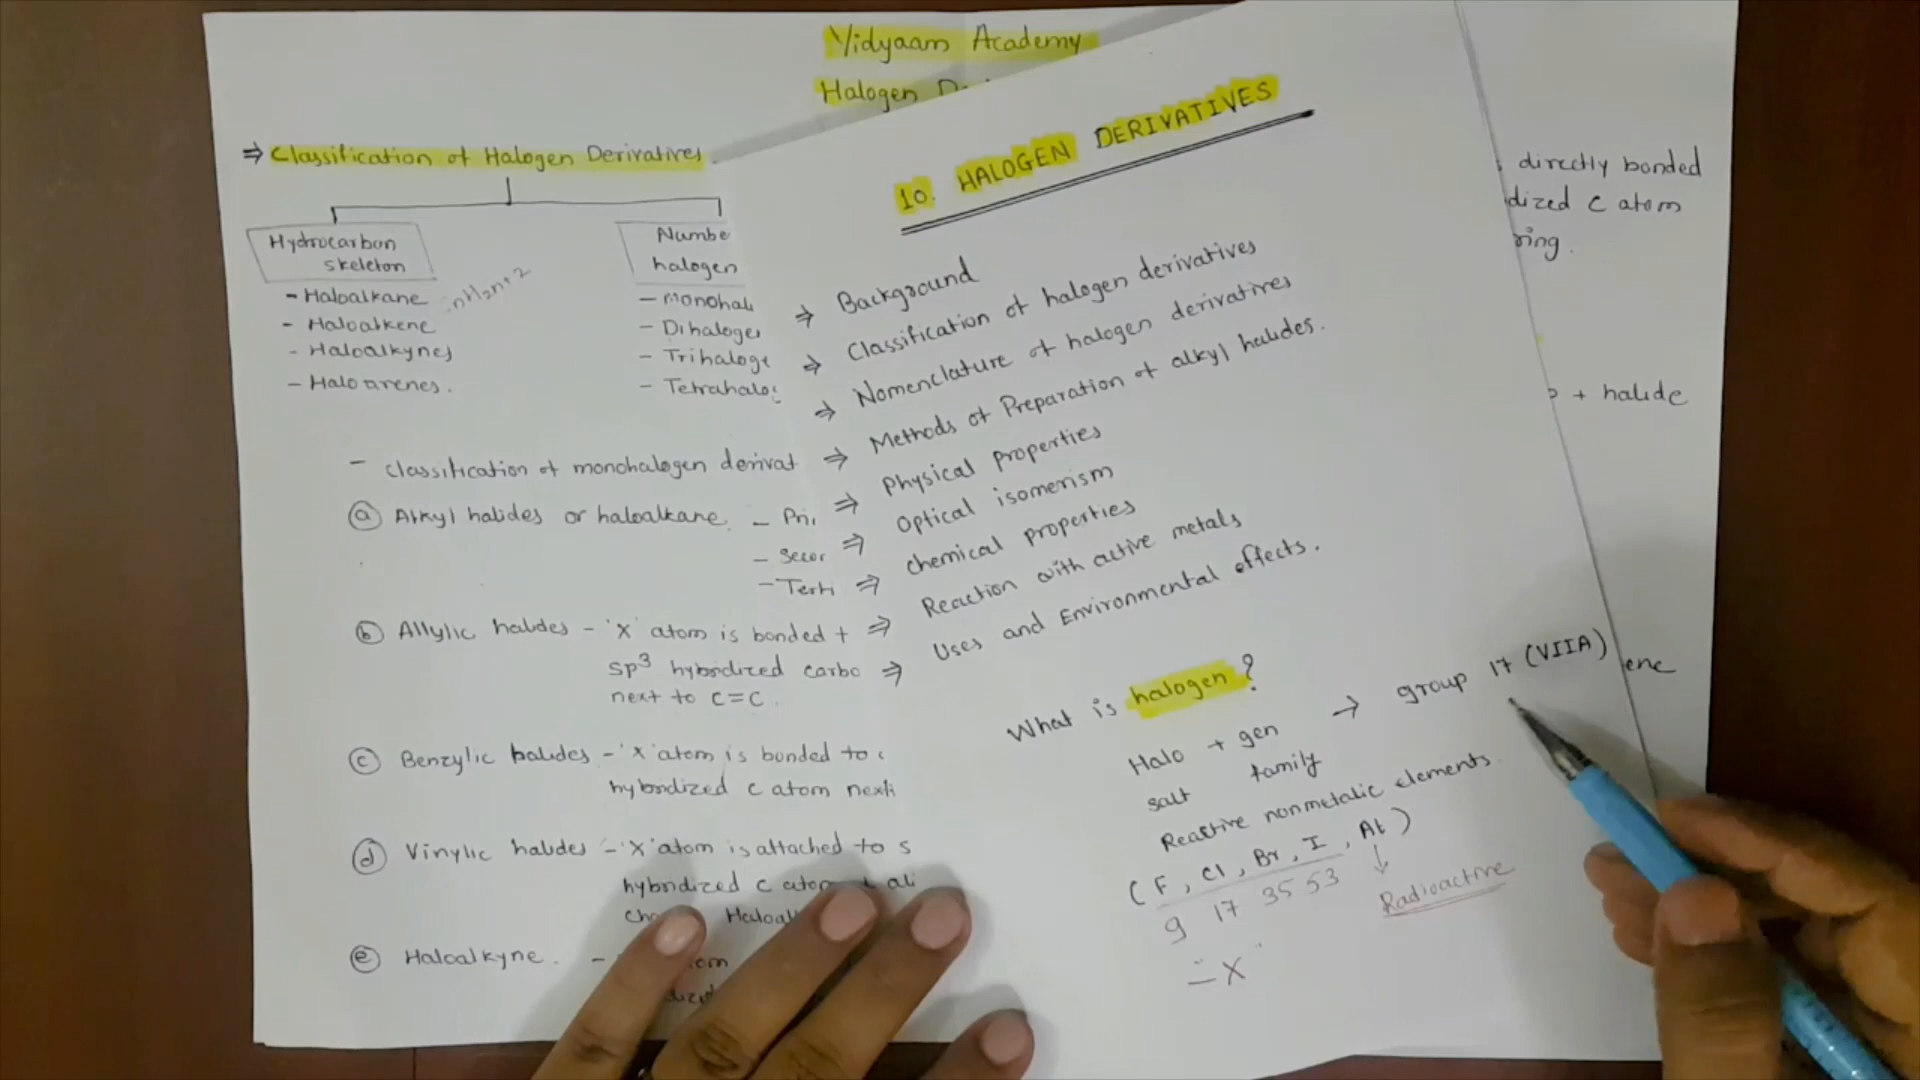 Vidyaan Academy
Halogen
⇒ Classification of Halogen Derivatives.
Hydrocarbon
skeleton
- Haloalkane
- Haloalkene
- Haloalkynes
- Haloarenes.
CnH2n+2
Numbe
halogen
- Monohal
- Dihaloge
- Trihalog
- Tetrahalo
- Classification of monohalogen derivat
(a) Alkyl halides or haloalkane. - Pri
- Secon
- Terti
(b) Allylic halides - 'X' atom is bonded t
sp³ hybridized carbo
next to C=C.
(c) Benzylic halides - 'X' atom is bonded to
hybridized C atom next
(d) Vinylic halides - 'X' atom is attached to s
hybridized C atom ali
(e) Haloalkyne. -
10. HALOGEN DERIVATIVES
⇒ Background
⇒ Classification of halogen derivatives
⇒ Nomenclature of halogen derivatives
⇒ Methods of Preparation of alkyl halides.
⇒ Physical properties
⇒ Optical isomerism
⇒ chemical properties
⇒ Reaction with active metals
⇒ Uses and Environmental effects.
What is halogen?
Halo + gen → group 17 (VIIA)
salt family
Reactive nonmetalic elements.
(F, Cl, Br, I, At)
9 17 35 53 ↓
Radioactive
- X
directly bonded
dized C atom
ring.
+ halide
ene